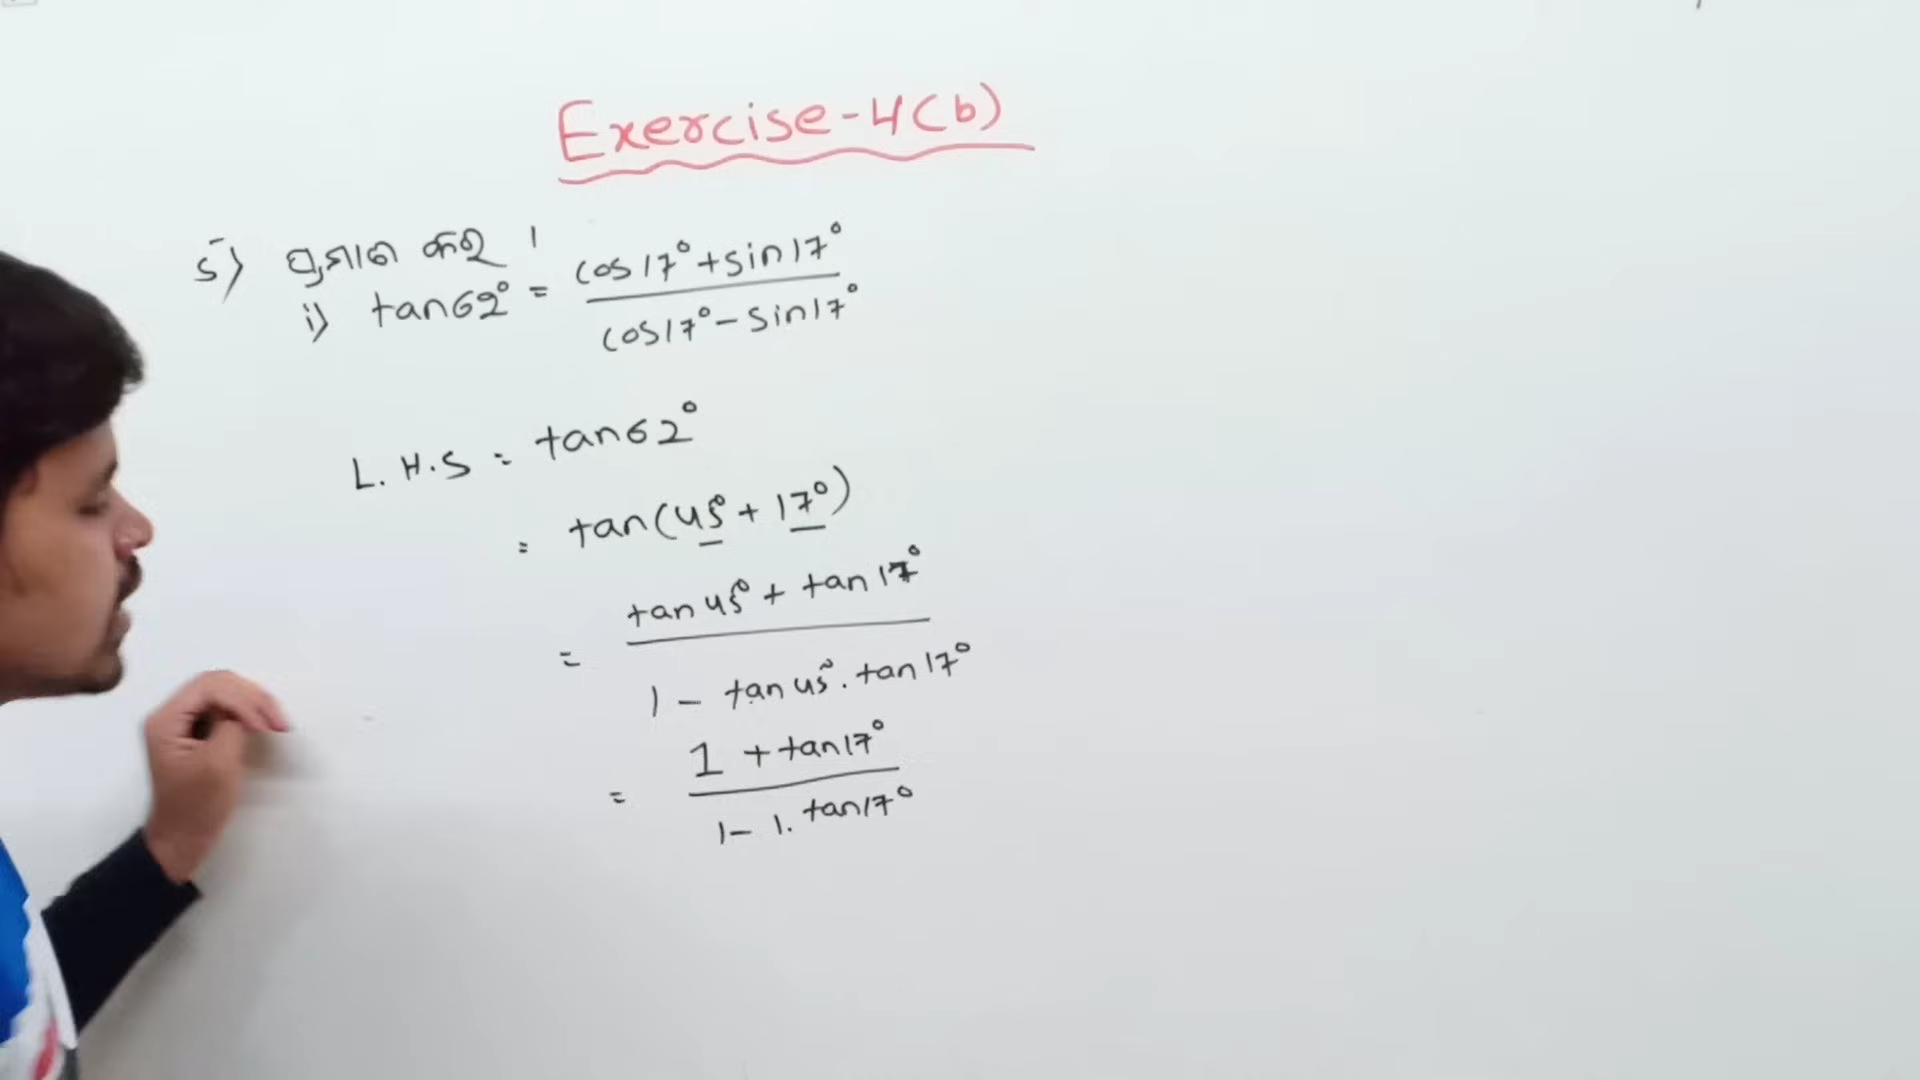 Exercise-4(b)
5) ପ୍ରମାଣ କର ।
i) tan62° = cos17°+sin17° / cos17°-sin17°
L.H.S = tan62°
= tan(45° + 17°)
= tan45° + tan17° / 1 - tan45°. tan17°
= 1 + tan17° / 1- 1. tan17°